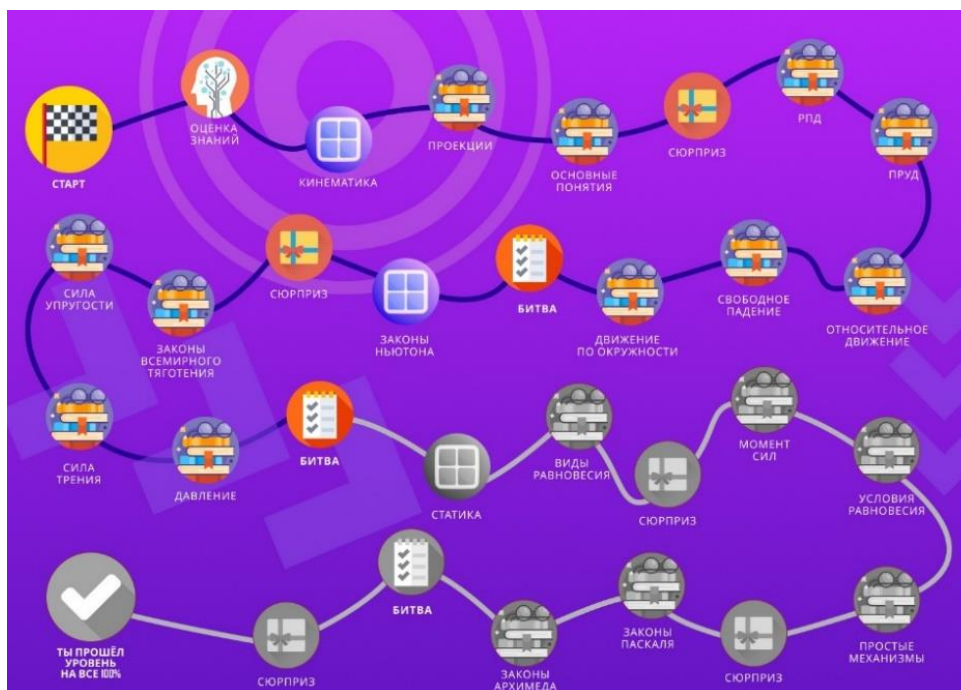 СТАРТ
ОЦЕНКА
ЗНАНИЙ
КИНЕМАТИКА
ПРОЕКЦИИ
ОСНОВНЫЕ
ПОНЯТИЯ
СЮРПРИЗ
РПД
ПРУД
СИЛА
УПРУГОСТИ
ЗАКОНЫ
ВСЕМИРНОГО
ТЯГОТЕНИЯ
СЮРПРИЗ
ЗАКОНЫ
НЬЮТОНА
БИТВА
ДВИЖЕНИЕ
ПО ОКРУЖНОСТИ
СВОБОДНОЕ
ПАДЕНИЕ
ОТНОСИТЕЛЬНОЕ
ДВИЖЕНИЕ
СИЛА
ТРЕНИЯ
ДАВЛЕНИЕ
БИТВА
СТАТИКА
ВИДЫ
РАВНОВЕСИЯ
СЮРПРИЗ
МОМЕНТ
СИЛ
УСЛОВИЯ
РАВНОВЕСИЯ
ТЫ ПРОШЁЛ
УРОВЕНЬ
НА ВСЕ 100%
СЮРПРИЗ
БИТВА
ЗАКОНЫ
АРХИМЕДА
ЗАКОНЫ
ПАСКАЛЯ
СЮРПРИЗ
ПРОСТЫЕ
МЕХАНИЗМЫ